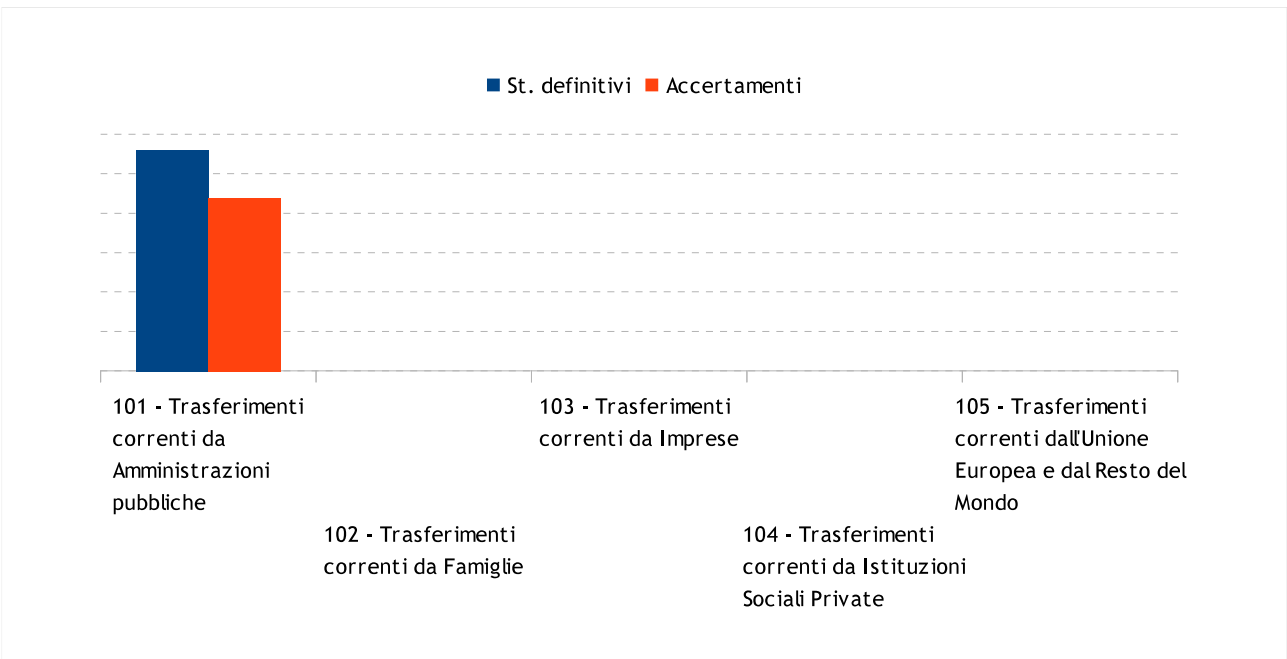 St. definitivi Accertamenti
101 - Trasferimenti
correnti da
Amministrazioni
pubbliche
102 - Trasferimenti
correnti da Famiglie
103 - Trasferimenti
correnti da Imprese
104 - Trasferimenti
correnti da Istituzioni
Sociali Private
105 - Trasferimenti
correnti dall'Unione
Europea e dal Resto del
Mondo